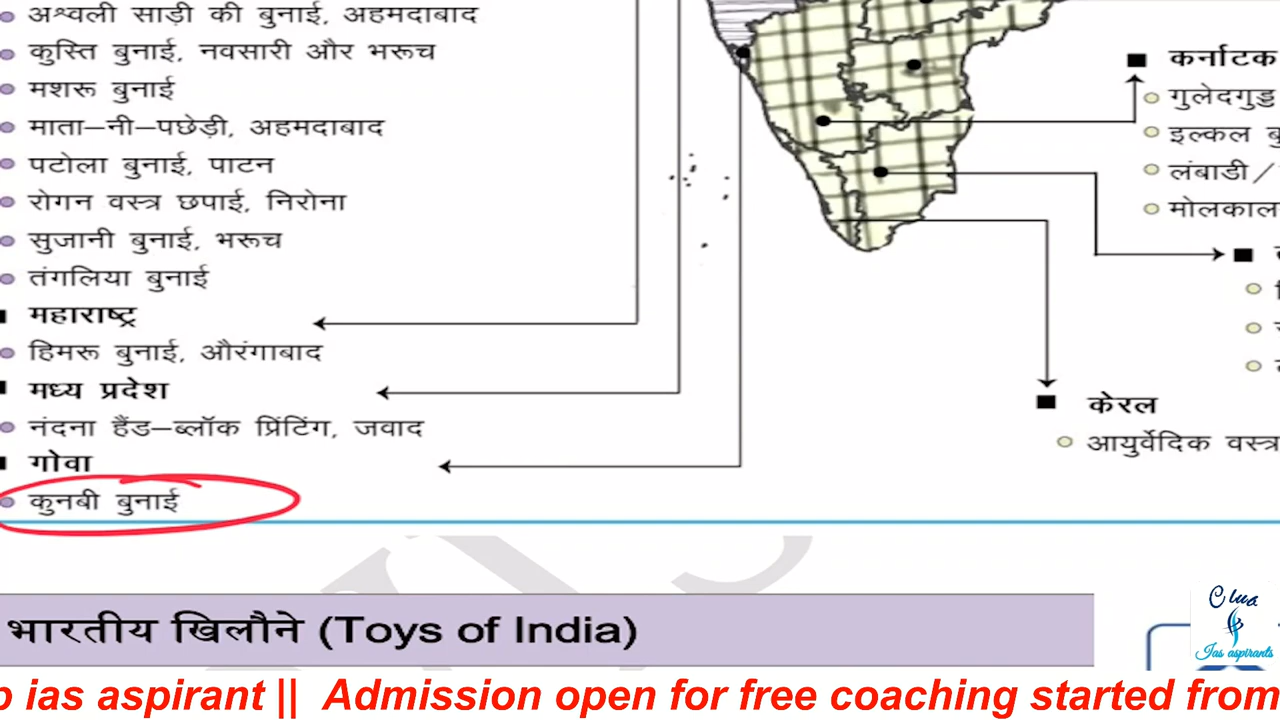 अश्वली साड़ी की बुनाई, अहमदाबाद
कुस्ति बुनाई, नवसारी और भरूच
मशरू बुनाई
माता–नी–पछेड़ी, अहमदाबाद
पटोला बुनाई, पाटन
रोगन वस्त्र छपाई, निरोना
सुजानी बुनाई, भरूच
तंगलिया बुनाई
महाराष्ट्र
हिमरू बुनाई, औरंगाबाद
मध्य प्रदेश
नंदना हैंड–ब्लॉक प्रिंटिंग, जवाद
गोवा
कुनबी बुनाई
कर्नाटक
गुलेदगुड्ड
इल्कल बु
लंबाडी/
मोलकाल
केरल
आयुर्वेदिक वस्त्र
भारतीय खिलौने (Toys of India)
Ias aspirants
ias aspirant || Admission open for free coaching started from